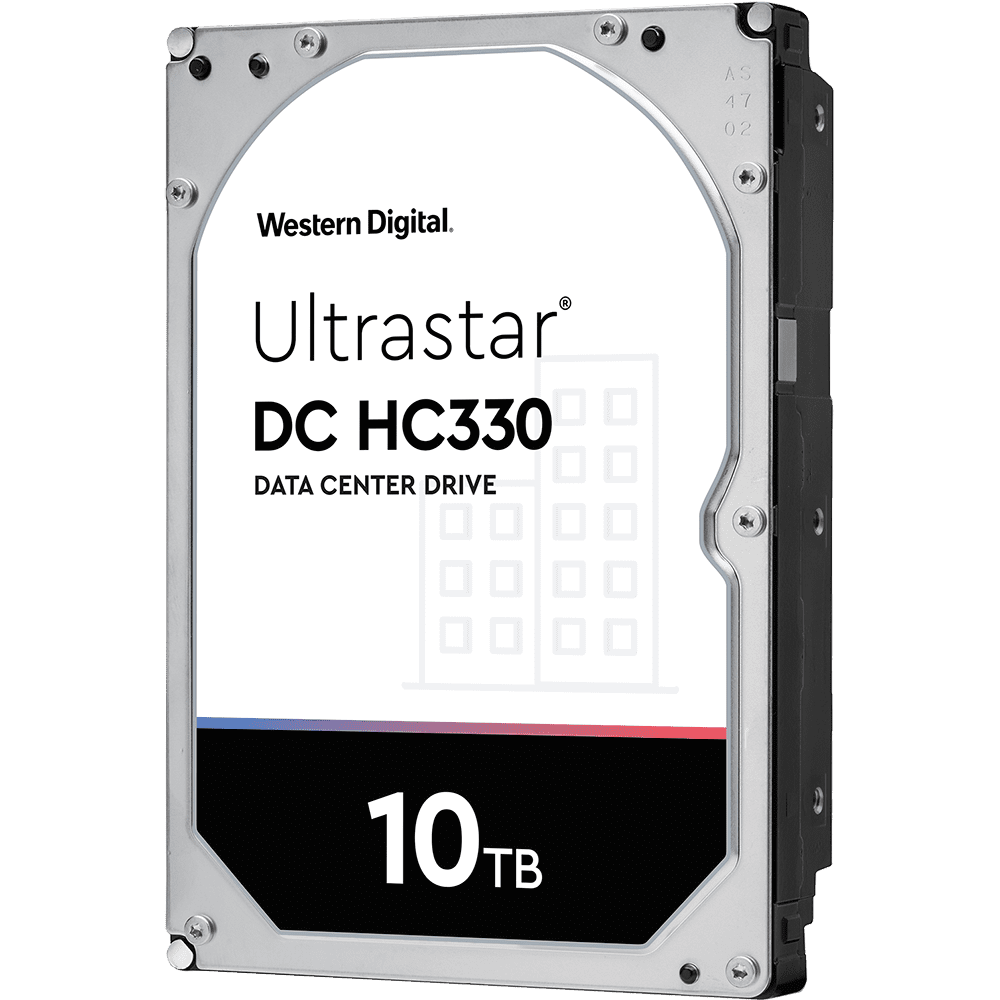 AS
47
02
Western Digital.
Ultrastar®
DC HC330
DATA CENTER DRIVE
10TB